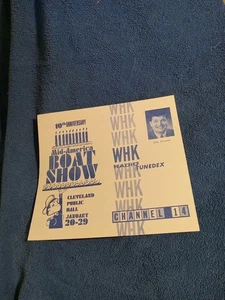 10th ANNIVERSARY
Mid-America
BOAT
SHOW
CLEVELAND
PUBLIC
HALL
JANUARY
20-29
WHK
WHK
WHK
WHK
TUNEDEX
WHK
WHK
WHK
WHK
CHANNEL 14